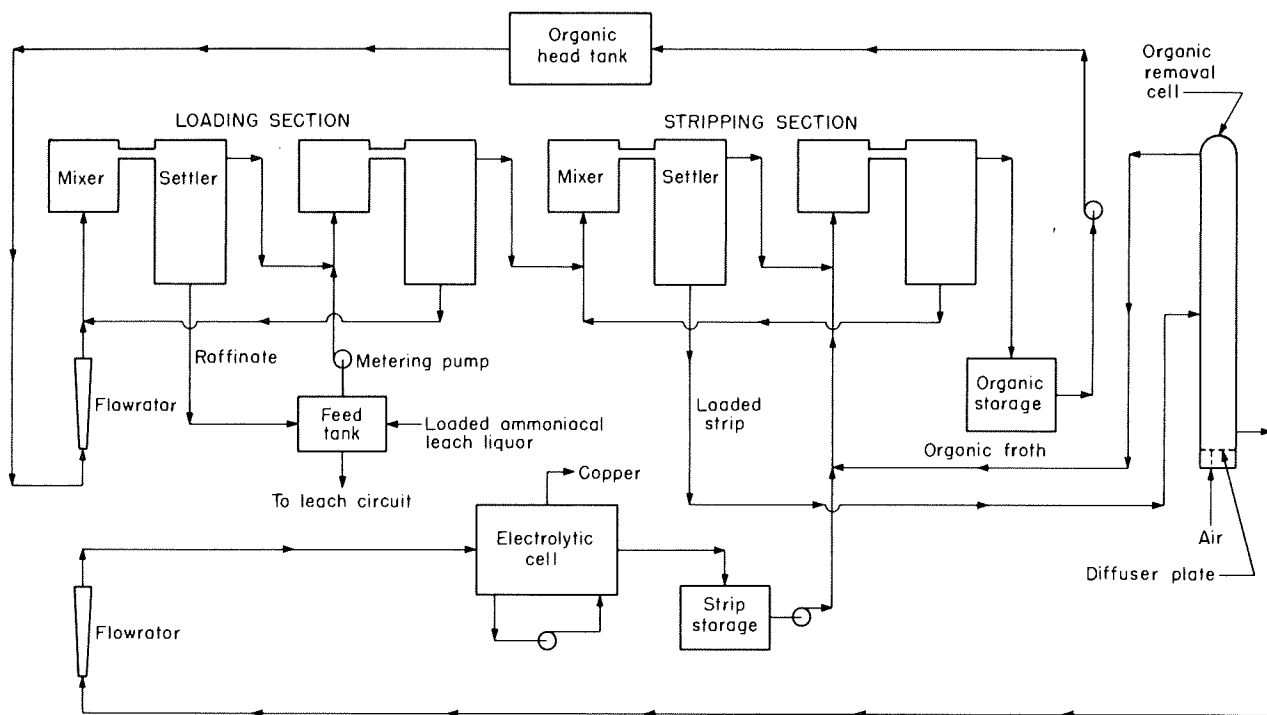 Organic
head tank
Organic
removal
cell
LOADING SECTION
STRIPPING SECTION
Mixer
Settler
Mixer
Settler
Raffinate
Metering pump
Flowrator
Feed
tank
Loaded ammoniacal
leach liquor
Loaded
strip
Organic
storage
Organic froth
To leach circuit
Copper
Electrolytic
cell
Air
Diffuser plate
Strip
storage
Flowrator